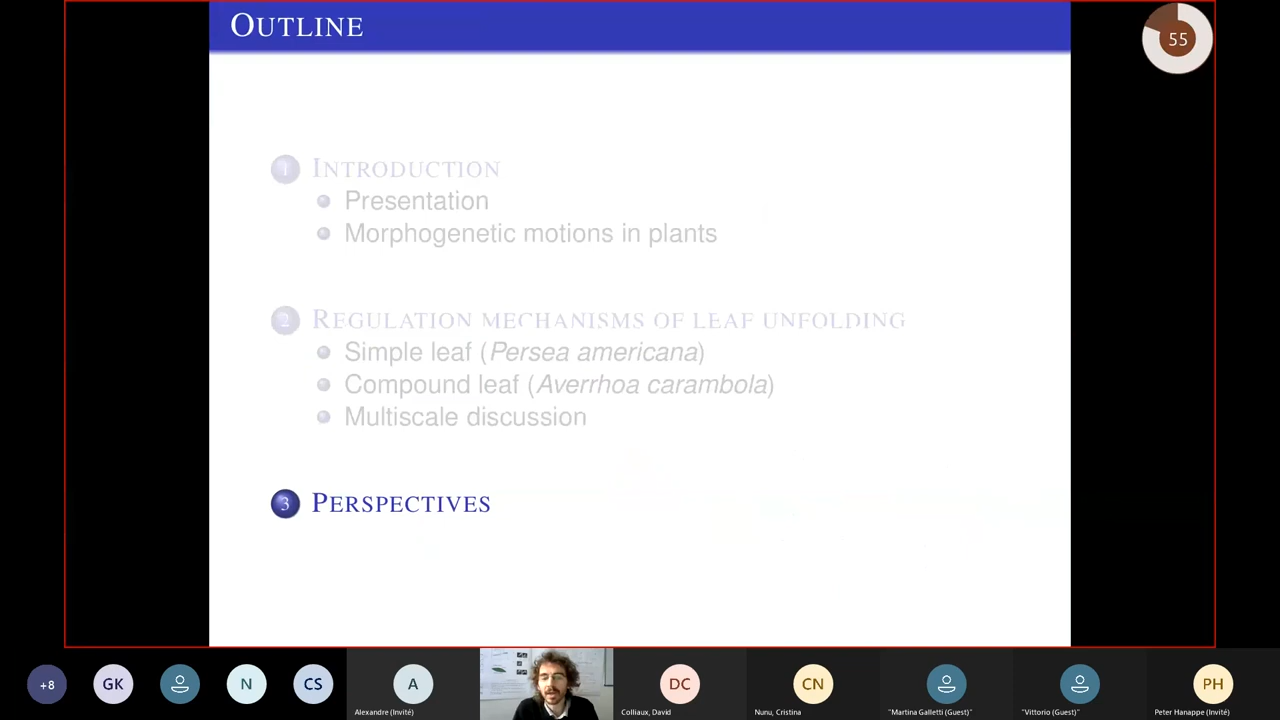 OUTLINE
55
1 INTRODUCTION
Presentation
Morphogenetic motions in plants
2 REGULATION MECHANISMS OF LEAF UNFOLDING
Simple leaf (Persea americana)
Compound leaf (Averrhoa carambola)
Multiscale discussion
3 PERSPECTIVES
+8
GK
N
CS
A
DC
CN
PH
Alexandre (Invité)
Colliaux, David
Nunu, Cristina
"Martina Galletti (Guest)"
"Vittorio (Guest)"
Peter Hanappe (Invité)